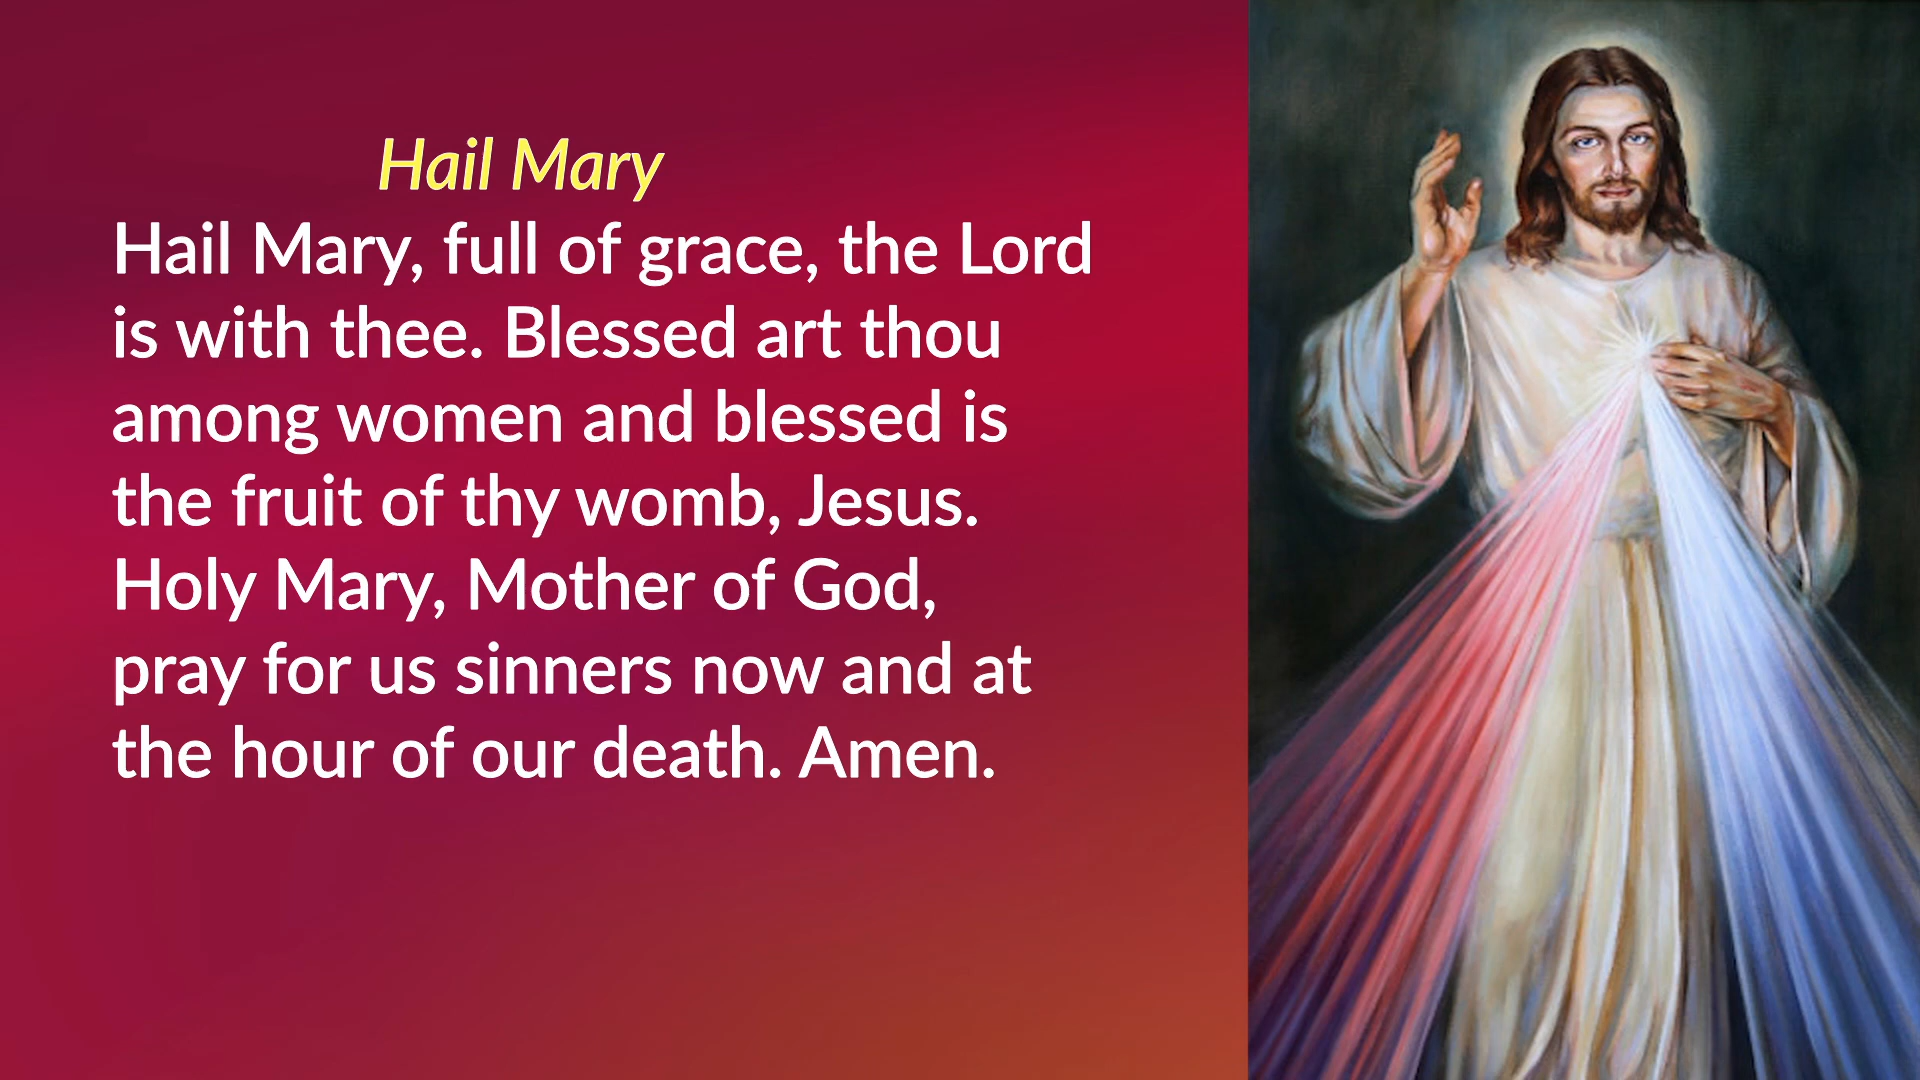 Hail Mary
Hail Mary, full of grace, the Lord
is with thee. Blessed art thou
among women and blessed is
the fruit of thy womb, Jesus.
Holy Mary, Mother of God,
pray for us sinners now and at
the hour of our death. Amen.